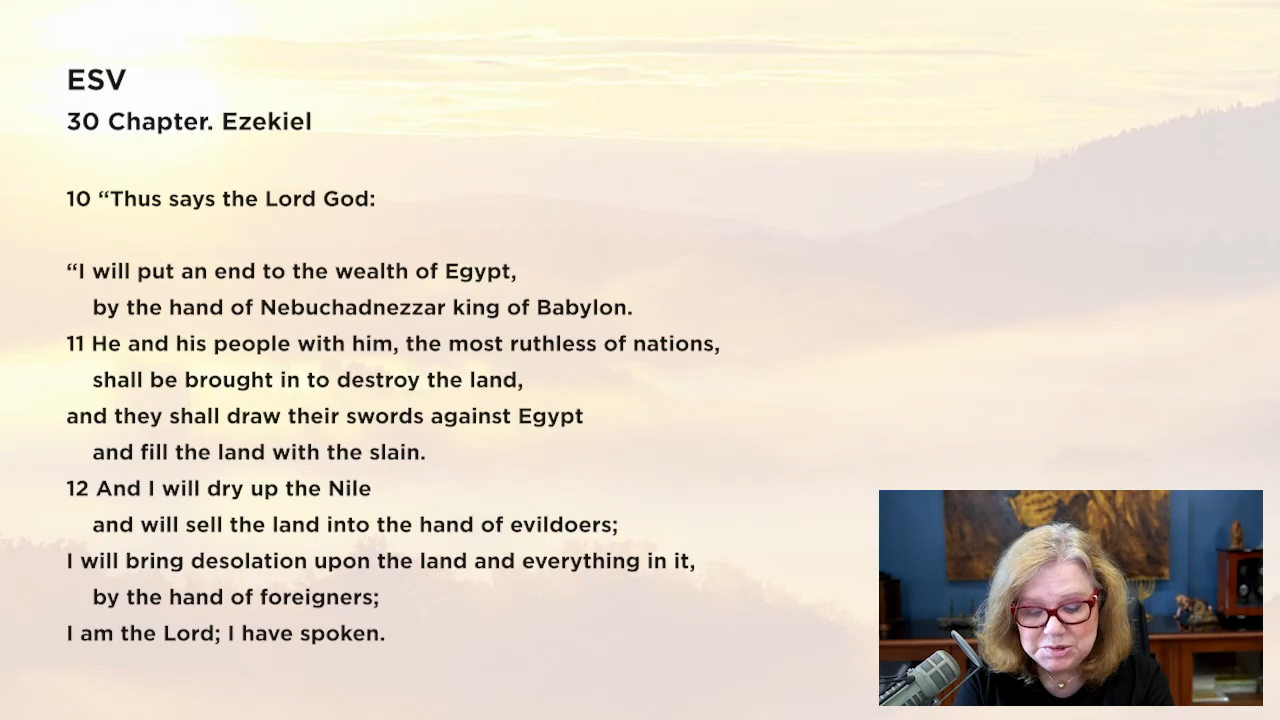 ESV
30 Chapter. Ezekiel
10 “Thus says the Lord God:
“I will put an end to the wealth of Egypt,
by the hand of Nebuchadnezzar king of Babylon.
11 He and his people with him, the most ruthless of nations,
shall be brought in to destroy the land,
and they shall draw their swords against Egypt
and fill the land with the slain.
12 And I will dry up the Nile
and will sell the land into the hand of evildoers;
I will bring desolation upon the land and everything in it,
by the hand of foreigners;
I am the Lord; I have spoken.